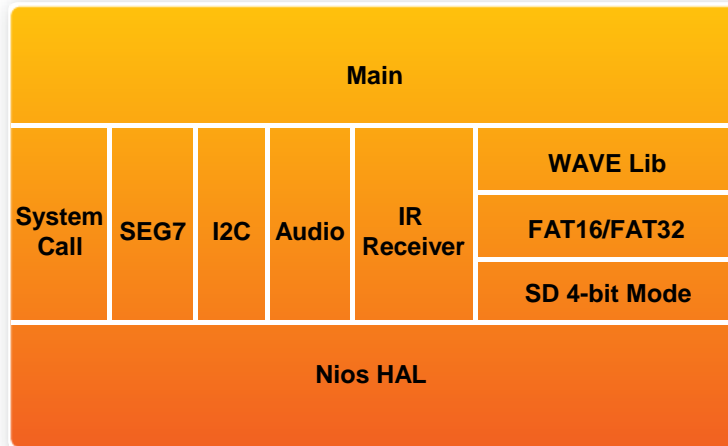 Main
System
Call
SEG7
I2C
Audio
IR
Receiver
WAVE Lib
FAT16/FAT32
SD 4-bit Mode
Nios HAL